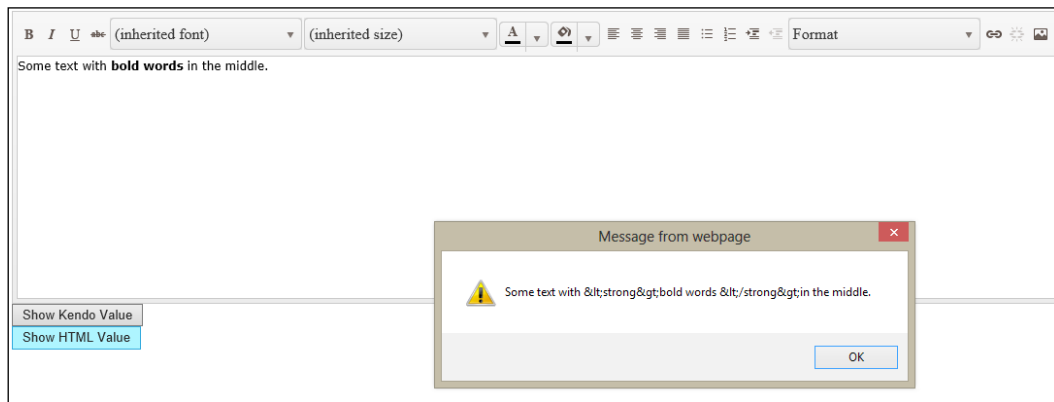 B I U abc (inherited font) (inherited size) A Format
Some text with bold words in the middle.
Message from webpage
Some text with &lt;strong&gt;bold words &lt;/strong&gt;in the middle.
Show Kendo Value
Show HTML Value
OK